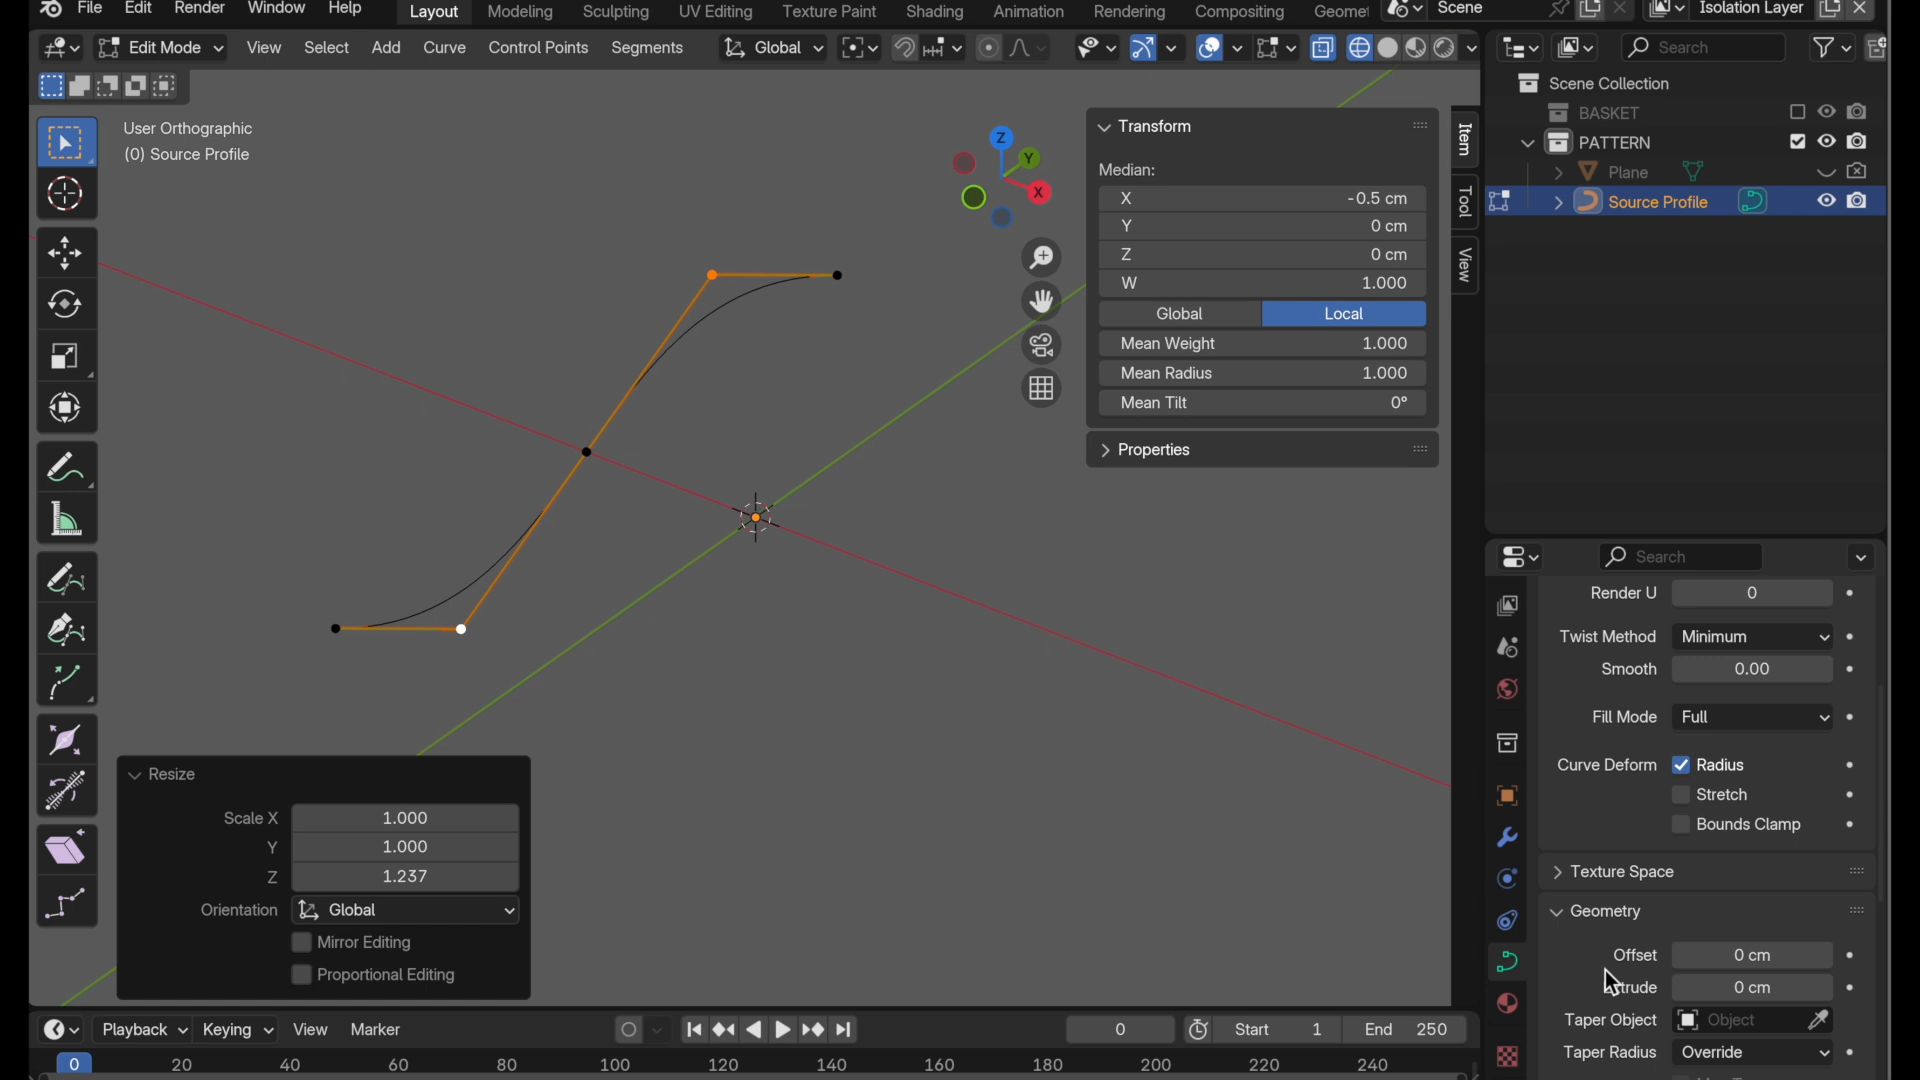 File Edit Render Window Help Layout Modeling Sculpting UV Editing Texture Paint Shading Animation Rendering Compositing Geomet Scene Isolation Layer
Edit Mode View Select Add Curve Control Points Segments Global Search
User Orthographic
(0) Source Profile
Z
Y
X
Transform
Median:
X -0.5 cm
Y 0 cm
Z 0 cm
W 1.000
Global Local
Mean Weight 1.000
Mean Radius 1.000
Mean Tilt 0°
Properties
Item
Tool
View
Scene Collection
BASKET
PATTERN
Plane
Source Profile
Search
Render U 0
Twist Method Minimum
Smooth 0.00
Fill Mode Full
Curve Deform Radius
Stretch
Bounds Clamp
Texture Space
Geometry
Offset 0 cm
trude 0 cm
Taper Object Object
Taper Radius Override
Resize
Scale X 1.000
Y 1.000
Z 1.237
Orientation Global
Mirror Editing
Proportional Editing
Playback Keying View Marker 0 Start 1 End 250
0 20 40 60 80 100 120 140 160 180 200 220 240